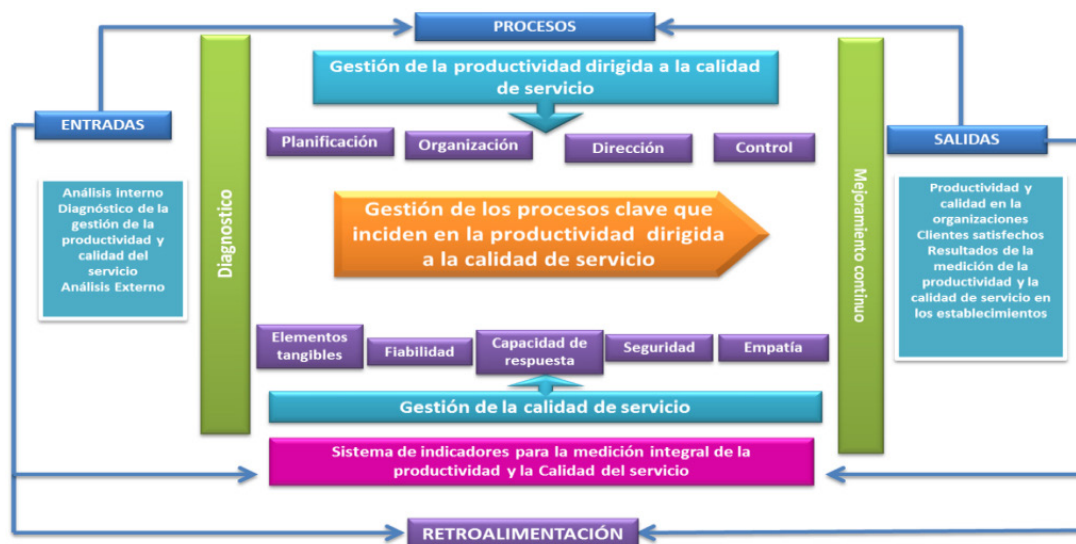 PROCESOS
Gestión de la productividad dirigida a la calidad
de servicio
ENTRADAS
Planificación
Organización
Dirección
Control
SALIDAS
Análisis interno
Diagnóstico de la
gestión de la
productividad y
calidad del
servicio
Análisis Externo
Diagnostico
Gestión de los procesos clave que
inciden en la productividad dirigida
a la calidad de servicio
Mejoramiento continuo
Productividad y
calidad en la
organizaciones
Clientes satisfechos
Resultados de la
medición de la
productividad y la
calidad de servicio en
los establecimientos
Elementos
tangibles
Fiabilidad
Capacidad de
respuesta
Seguridad
Empatía
Gestión de la calidad de servicio
Sistema de indicadores para la medición integral de la
productividad y la Calidad del servicio
RETROALIMENTACIÓN